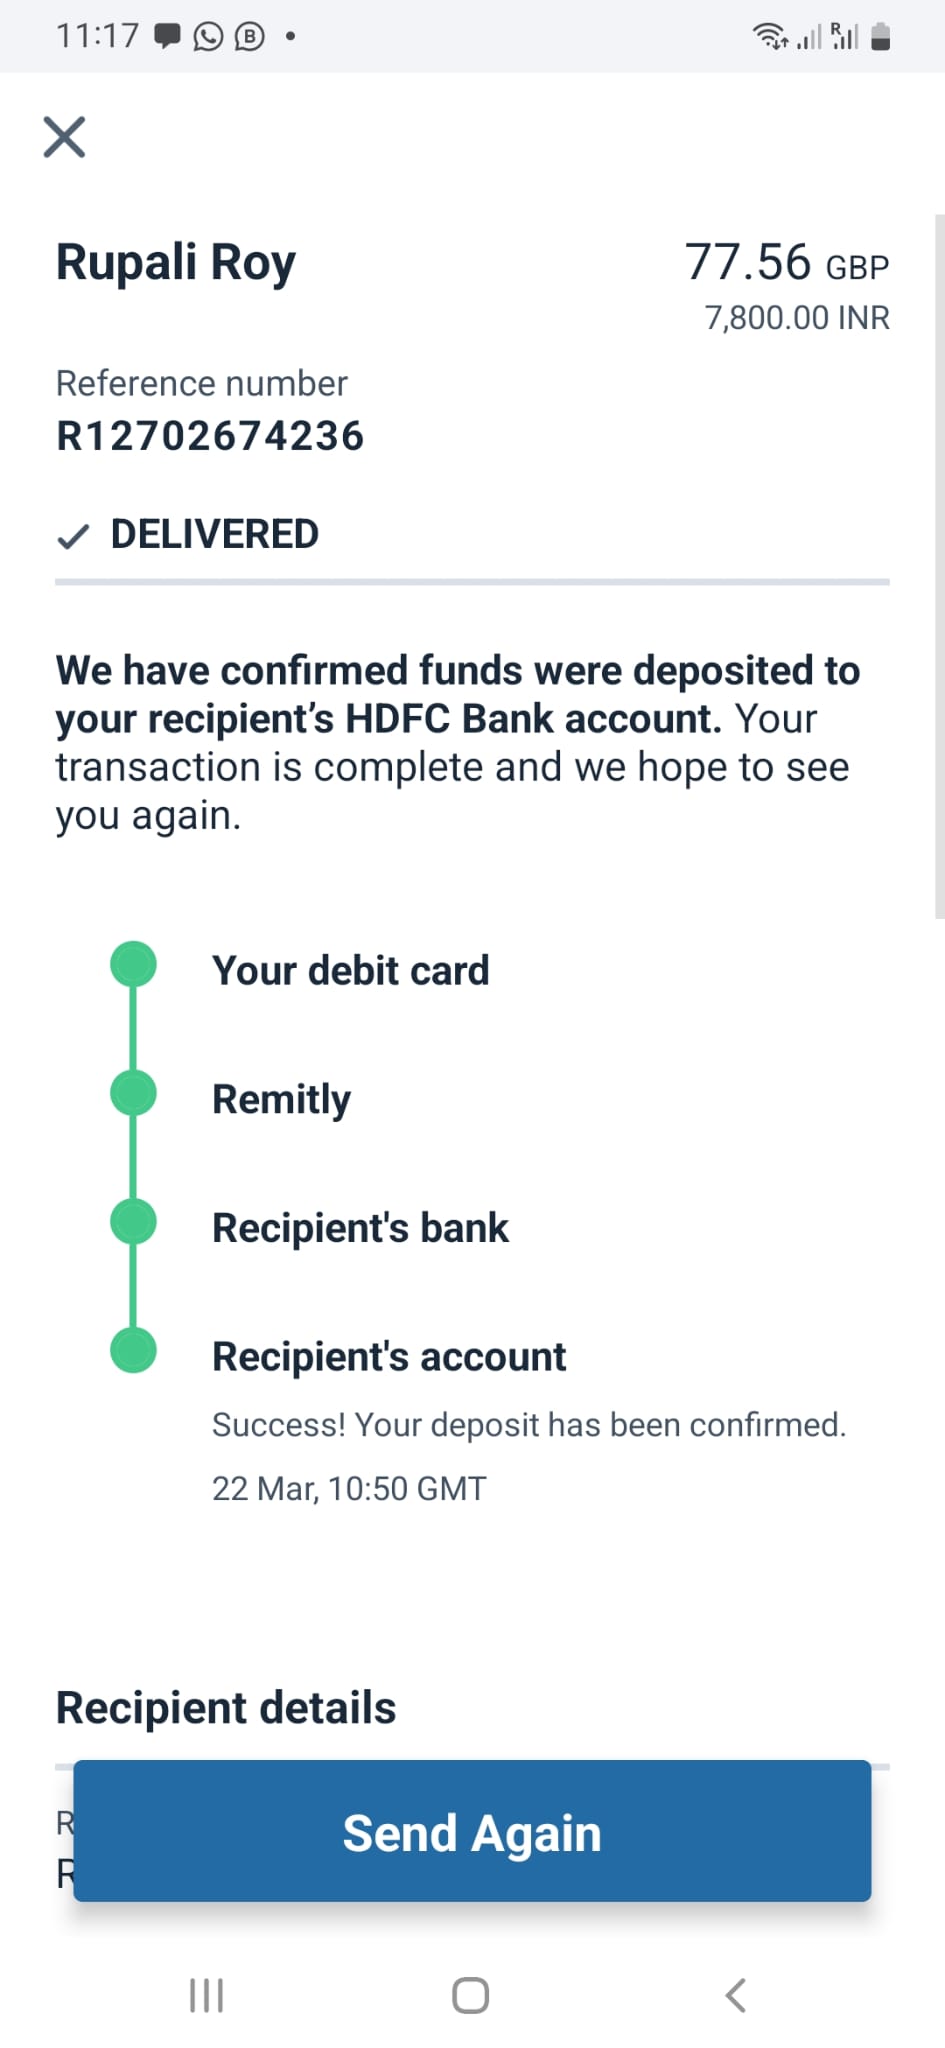 11:17
Rupali Roy
77.56 GBP
7,800.00 INR
Reference number
R12702674236
DELIVERED
We have confirmed funds were deposited to
your recipient’s HDFC Bank account. Your
transaction is complete and we hope to see
you again.
Your debit card
Remitly
Recipient's bank
Recipient's account
Success! Your deposit has been confirmed.
22 Mar, 10:50 GMT
Recipient details
Send Again